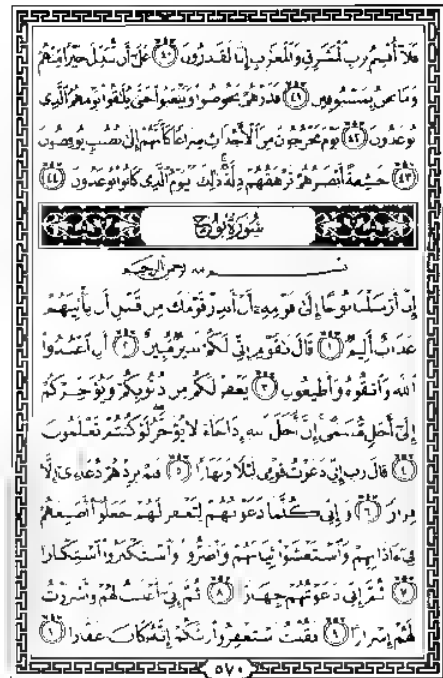 فَلَآ أُقْسِمُ بِرَبِّ ٱلْمَشَٰرِقِ وَٱلْمَغَٰرِبِ إِنَّا لَقَٰدِرُونَ ٤٠ عَلَىٰٓ أَن نُّبَدِّلَ خَيْرًا مِّنْهُمْ
وَمَا نَحْنُ بِمَسْبُوقِينَ ٤١ فَذَرْهُمْ يَخُوضُوا۟ وَيَلْعَبُوا۟ حَتَّىٰ يُلَٰقُوا۟ يَوْمَهُمُ ٱلَّذِى
يُوعَدُونَ ٤٢ يَوْمَ يَخْرُجُونَ مِنَ ٱلْأَجْدَاثِ سِرَاعًا كَأَنَّهُمْ إِلَىٰ نُصُبٍ يُوفِضُونَ
٤٣ خَٰشِعَةً أَبْصَٰرُهُمْ تَرْهَقُهُمْ ذِلَّةٌ ذَٰلِكَ ٱلْيَوْمُ ٱلَّذِى كَانُوا۟ يُوعَدُونَ ٤٤
سُورَةُ نُوح
بِسْمِ ٱللَّهِ ٱلرَّحْمَٰنِ ٱلرَّحِيمِ
إِنَّآ أَرْسَلْنَا نُوحًا إِلَىٰ قَوْمِهِۦٓ أَنْ أَنذِرْ قَوْمَكَ مِن قَبْلِ أَن يَأْتِيَهُمْ
عَذَابٌ أَلِيمٌ ١ قَالَ يَٰقَوْمِ إِنِّى لَكُمْ نَذِيرٌ مُّبِينٌ ٢ أَنِ ٱعْبُدُوا۟
ٱللَّهَ وَٱتَّقُوهُ وَأَطِيعُونِ ٣ يَغْفِرْ لَكُم مِّن ذُنُوبِكُمْ وَيُؤَخِّرْكُمْ
إِلَىٰٓ أَجَلٍ مُّسَمًّى إِنَّ أَجَلَ ٱللَّهِ إِذَا جَآءَ لَا يُؤَخَّرُ لَوْ كُنتُمْ تَعْلَمُونَ
٤ قَالَ رَبِّ إِنِّى دَعَوْتُ قَوْمِى لَيْلًا وَنَهَارًا ٥ فَلَمْ يَزِدْهُمْ دُعَآءِىٓ إِلَّا
فِرَارًا ٦ وَإِنِّى كُلَّمَا دَعَوْتُهُمْ لِتَغْفِرَ لَهُمْ جَعَلُوٓا۟ أَصَٰبِعَهُمْ
فِىٓ ءَاذَانِهِمْ وَٱسْتَغْشَوْا۟ ثِيَابَهُمْ وَأَصَرُّوا۟ وَٱسْتَكْبَرُوا۟ ٱسْتِكْبَارًا
٧ ثُمَّ إِنِّى دَعَوْتُهُمْ جِهَارًا ٨ ثُمَّ إِنِّىٓ أَعْلَنتُ لَهُمْ وَأَسْرَرْتُ
لَهُمْ إِسْرَارًا ٩ فَقُلْتُ ٱسْتَغْفِرُوا۟ رَبَّكُمْ إِنَّهُۥ كَانَ غَفَّارًا ١٠
٥٧٠